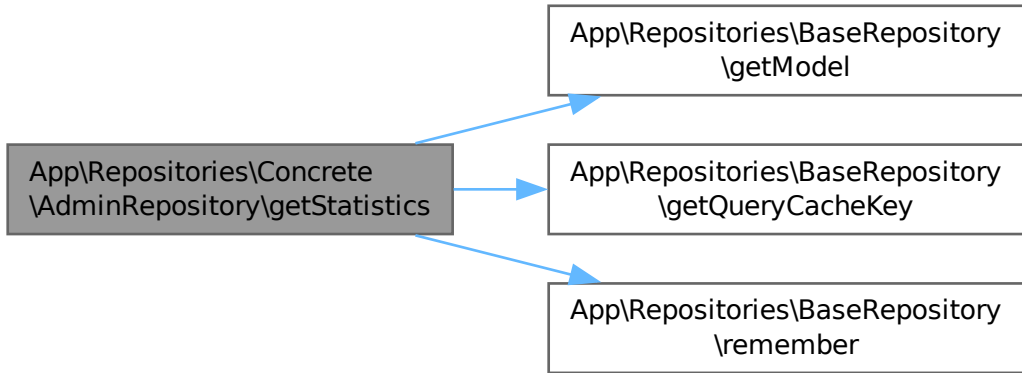 App\Repositories\Concrete
\AdminRepository\getStatistics
App\Repositories\BaseRepository
\getModel
App\Repositories\BaseRepository
\getQueryCacheKey
App\Repositories\BaseRepository
\remember